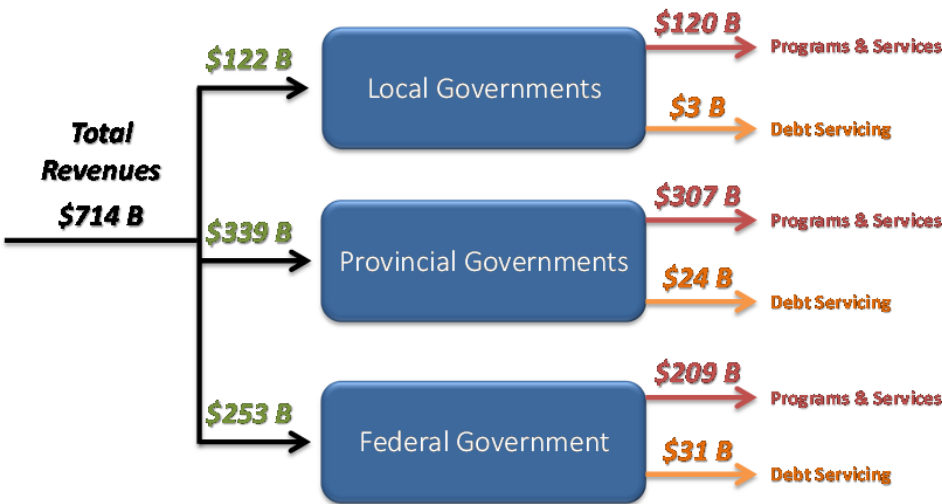 Total
Revenues
$714 B
$122 B
Local Governments
$120 B
Programs & Services
$3 B
Debt Servicing
$339 B
Provincial Governments
$307 B
Programs & Services
$24 B
Debt Servicing
$253 B
Federal Government
$209 B
Programs & Services
$31 B
Debt Servicing